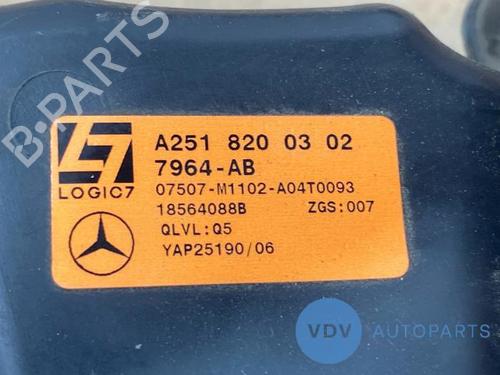 B-PARTS
LOGIC7
A251 820 03 02
7964-AB
07507-M1102-A04T0093
18564088B ZGS:007
QLVL:Q5
YAP25190/06
VDV AUTOPARTS